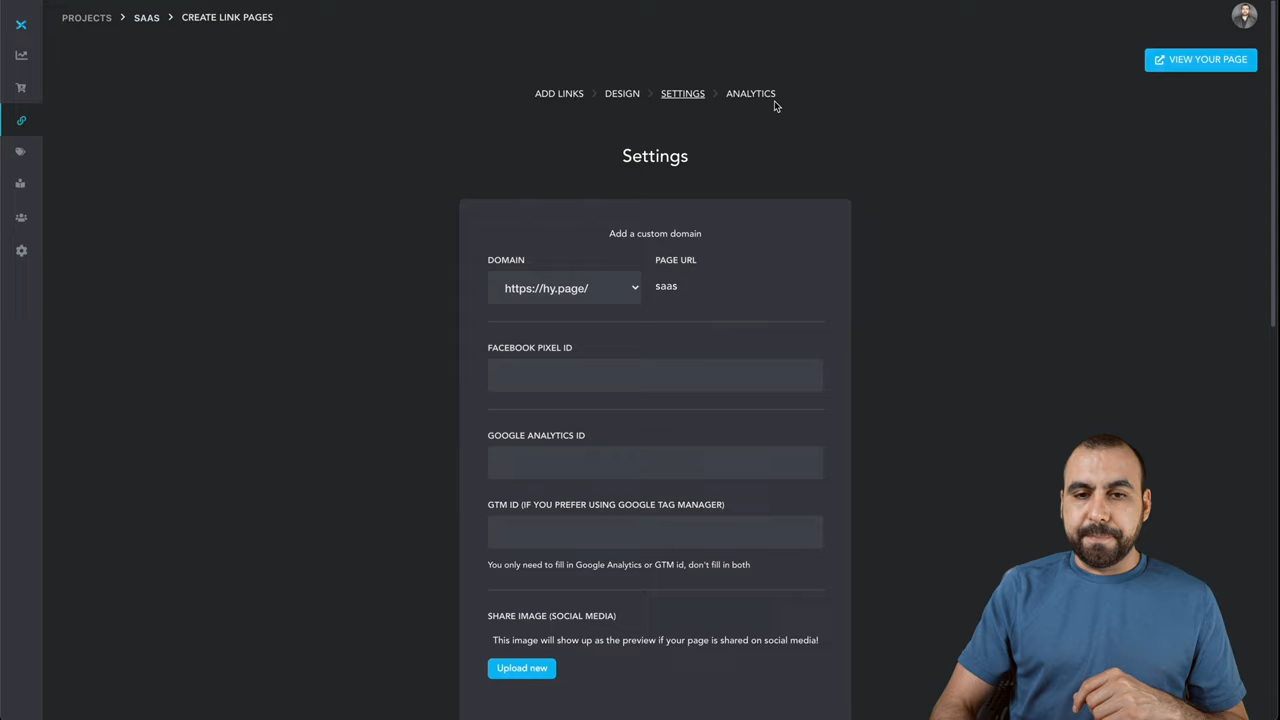 PROJECTS > SAAS > CREATE LINK PAGES
VIEW YOUR PAGE
ADD LINKS > DESIGN > SETTINGS > ANALYTICS
Settings
Add a custom domain
DOMAIN PAGE URL
https://hy.page/ saas
FACEBOOK PIXEL ID
GOOGLE ANALYTICS ID
GTM ID (IF YOU PREFER USING GOOGLE TAG MANAGER)
You only need to fill in Google Analytics or GTM id, don't fill in both
SHARE IMAGE (SOCIAL MEDIA)
This image will show up as the preview if your page is shared on social media!
Upload new